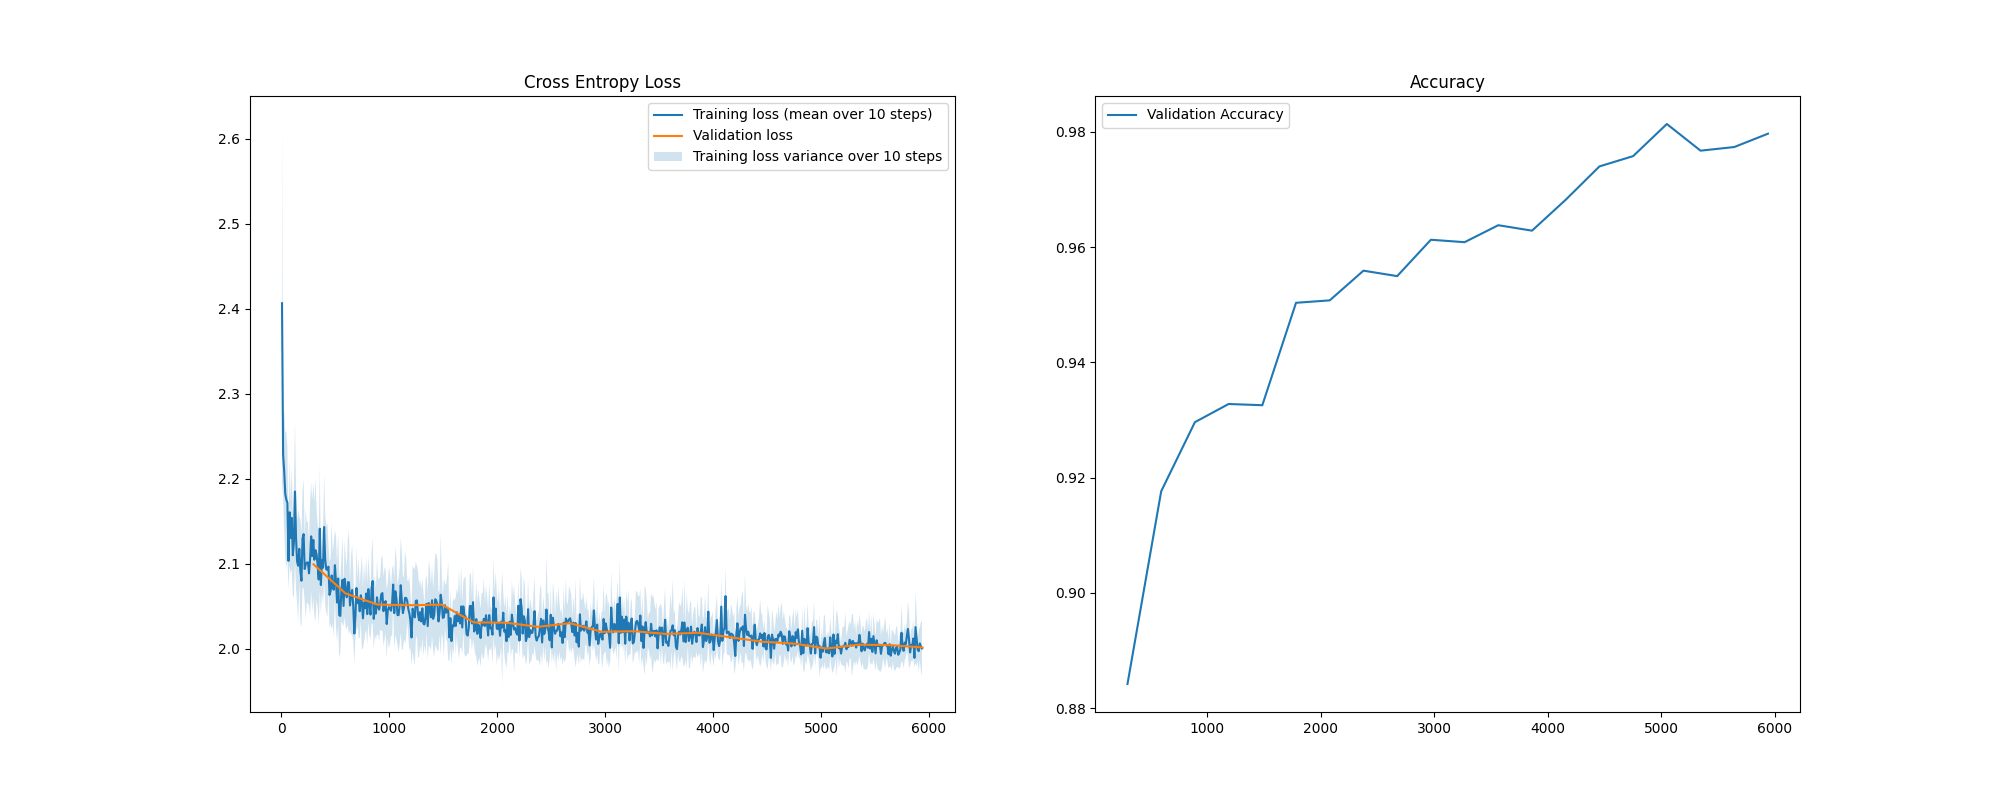 Cross Entropy Loss
Training loss (mean over 10 steps)
Validation loss
Training loss variance over 10 steps
2.6
2.5
2.4
2.3
2.2
2.1
2.0
0 1000 2000 3000 4000 5000 6000
Accuracy
Validation Accuracy
0.98
0.96
0.94
0.92
0.90
0.88
1000 2000 3000 4000 5000 6000